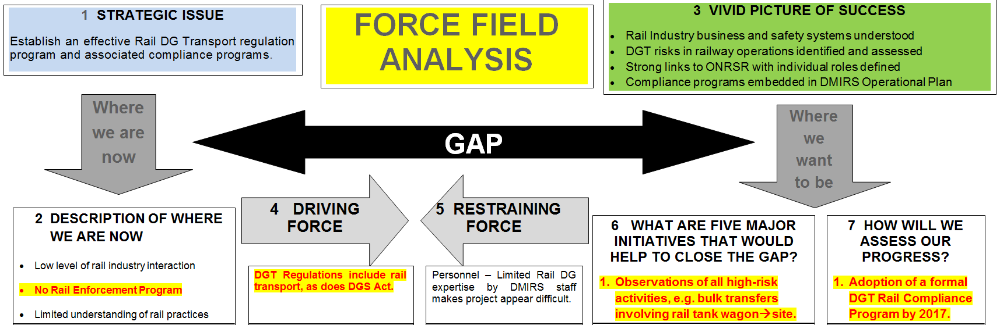 1 STRATEGIC ISSUE
Establish an effective Rail DG Transport regulation
program and associated compliance programs.
FORCE FIELD
ANALYSIS
3 VIVID PICTURE OF SUCCESS
• Rail Industry business and safety systems understood
• DGT risks in railway operations identified and assessed
• Strong links to ONRSR with individual roles defined
• Compliance programs embedded in DMIRS Operational Plan
Where
we are
now
GAP
Where
we
want
to be
2 DESCRIPTION OF WHERE
WE ARE NOW
• Low level of rail industry interaction
• No Rail Enforcement Program
• Limited understanding of rail practices
4 DRIVING
FORCE
DGT Regulations include rail
transport, as does DGS Act.
5 RESTRAINING
FORCE
Personnel – Limited Rail DG
expertise by DMIRS staff
makes project appear difficult.
6 WHAT ARE FIVE MAJOR
INITIATIVES THAT WOULD
HELP TO CLOSE THE GAP?
1. Observations of all high-risk
activities, e.g. bulk transfers
involving rail tank wagon→site.
7 HOW WILL WE
ASSESS OUR
PROGRESS?
1. Adoption of a formal
DGT Rail Compliance
Program by 2017.